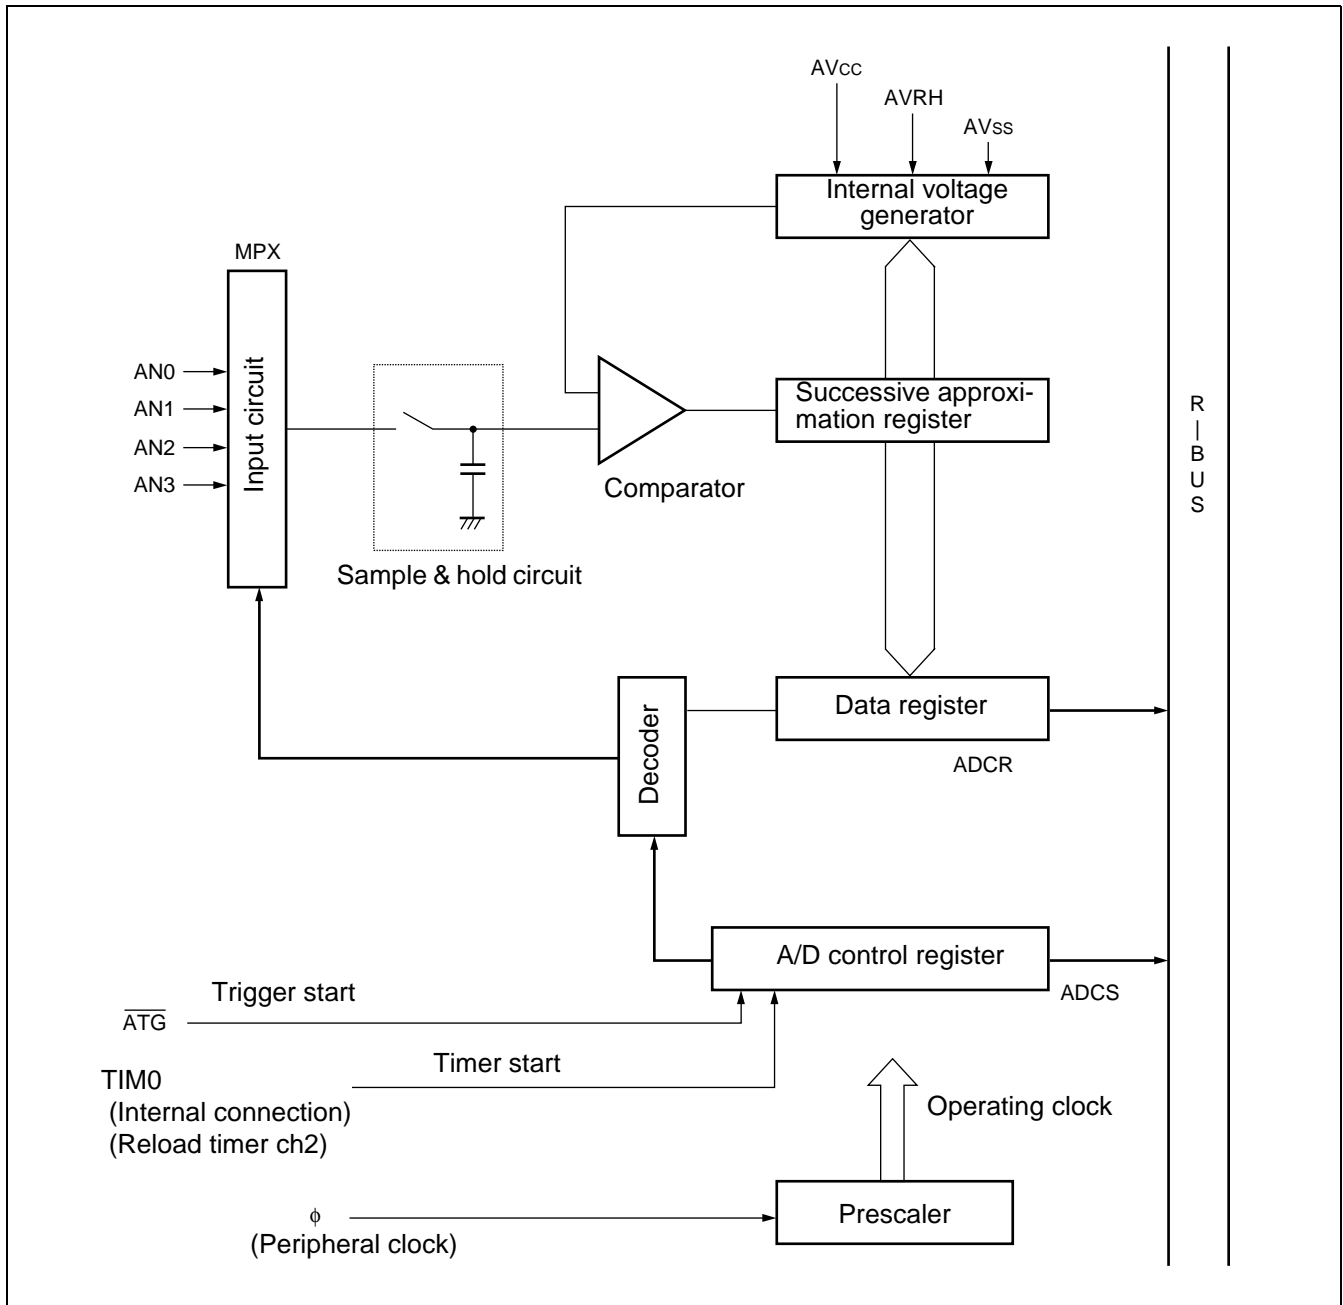 AVCC
AVRH
AVSS
Internal voltage
generator
MPX
Input circuit
AN0
AN1
AN2
AN3
Successive approxi-
mation register
Comparator
Sample & hold circuit
R
|
B
U
S
Decoder
Data register
ADCR
A/D control register
ADCS
Trigger start
ATG
Timer start
TIM0
(Internal connection)
(Reload timer ch2)
Operating clock
Prescaler
ϕ
(Peripheral clock)